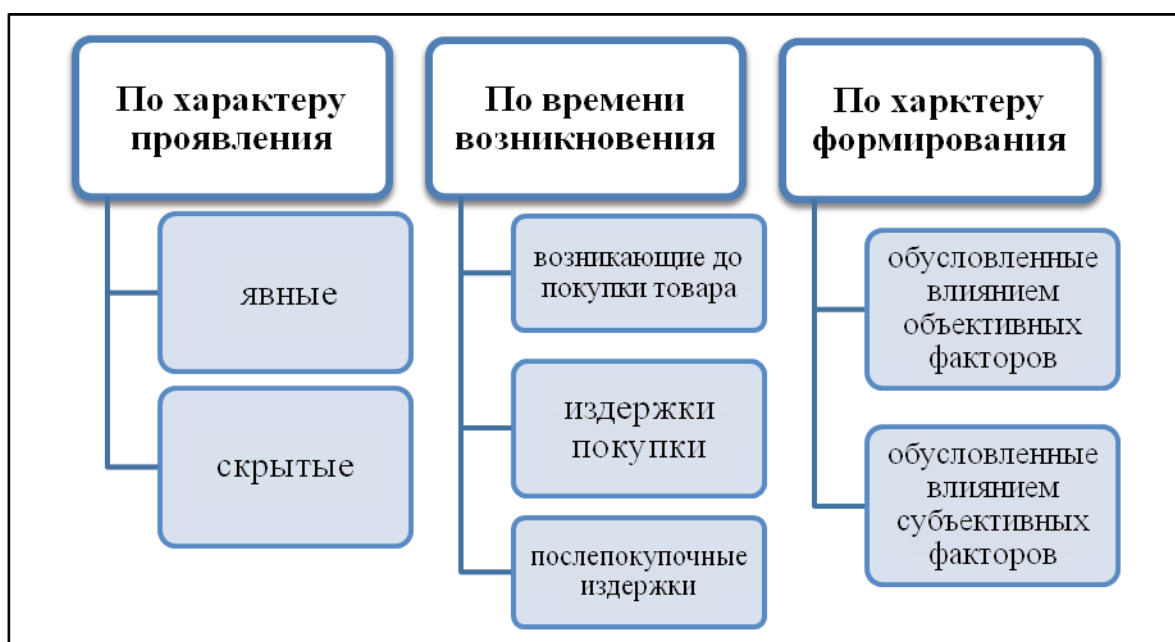 По характеру
проявления
явные
скрытые
По времени
возникновения
возникающие до
покупки товара
издержки
покупки
послепокупочные
издержки
По харктеру
формирования
обусловленные
влиянием
объективных
факторов
обусловленные
влиянием
субъективных
факторов